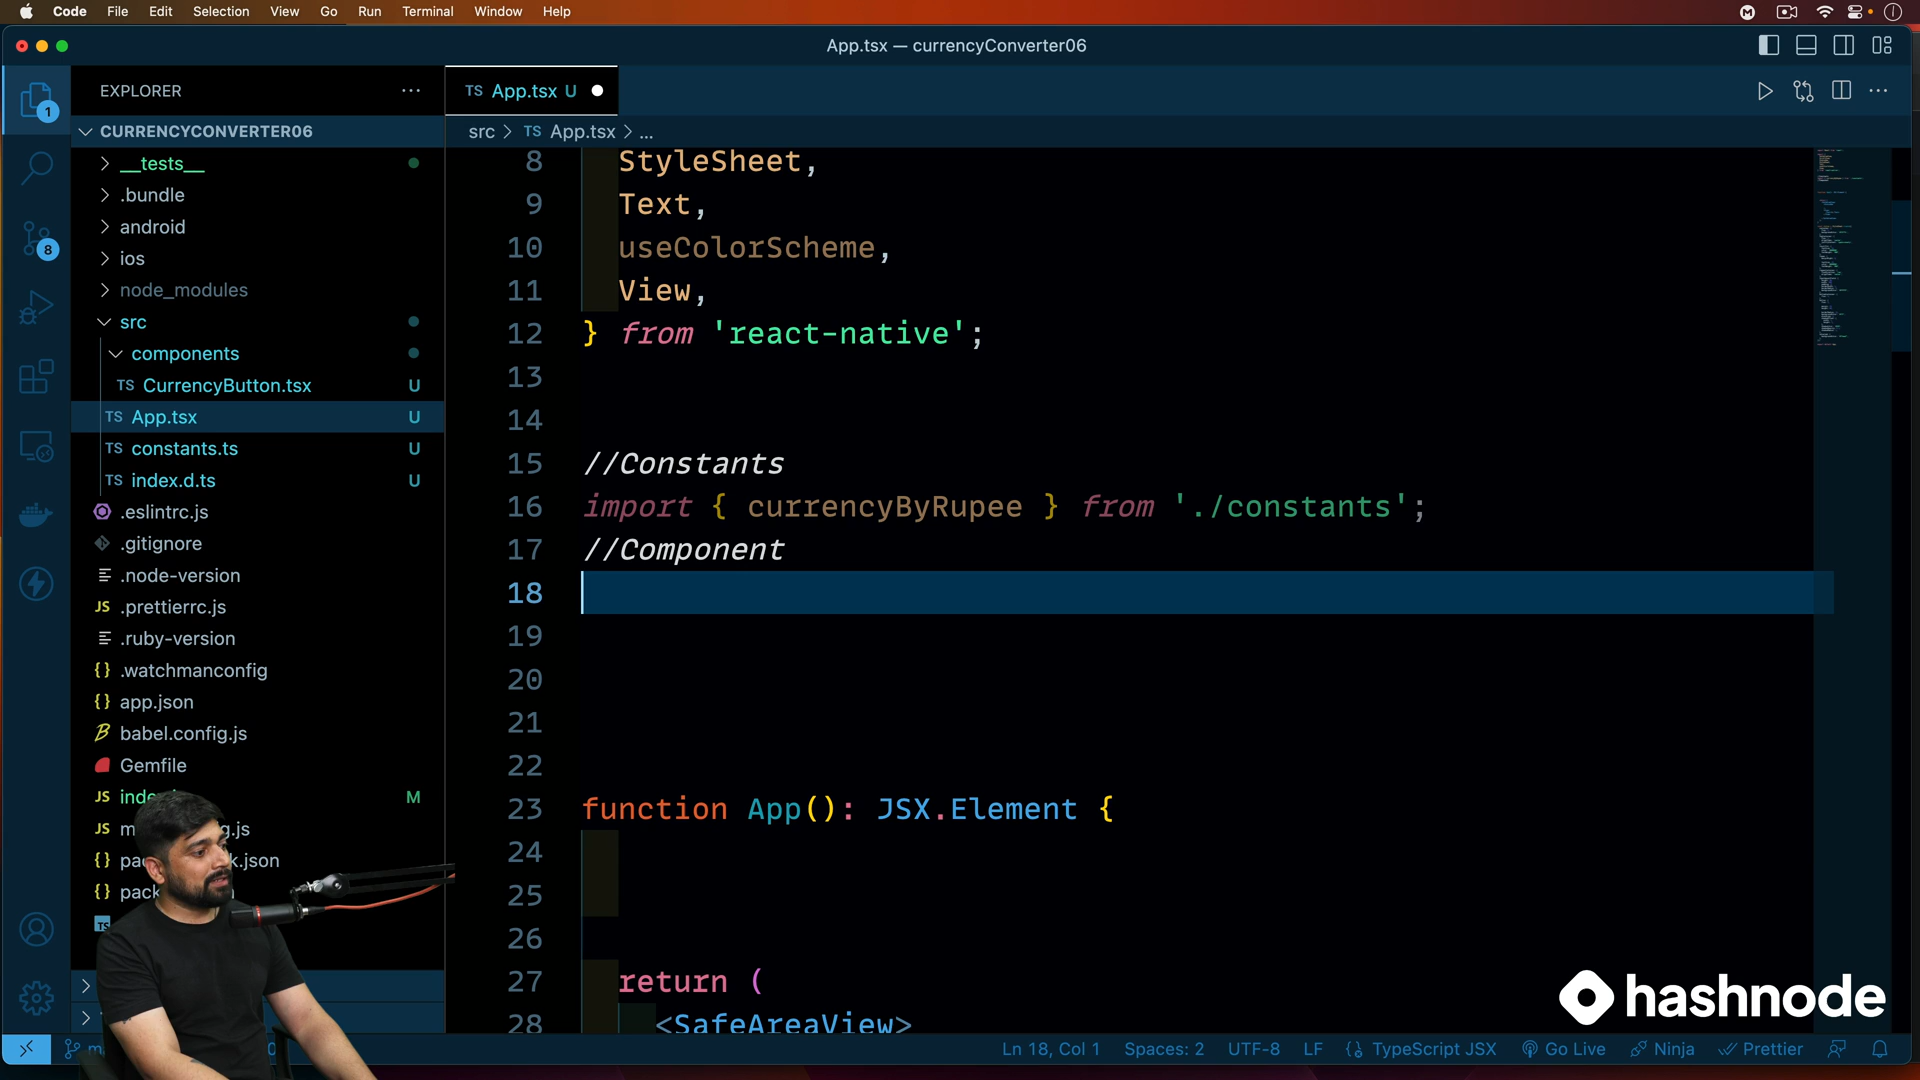 Code File Edit Selection View Go Run Terminal Window Help
App.tsx — currencyConverter06
EXPLORER
TS App.tsx U
CURRENCYCONVERTER06
src > TS App.tsx > ...
__tests__
.bundle
android
ios
node_modules
src
components
TS CurrencyButton.tsx U
TS App.tsx U
TS constants.ts U
TS index.d.ts U
.eslintrc.js
.gitignore
.node-version
JS .prettierrc.js
.ruby-version
{} .watchmanconfig
{} app.json
babel.config.js
Gemfile
JS M
JS
{}
{}
TS
1
8
8 StyleSheet,
9 Text,
10 useColorScheme,
11 View,
12 } from 'react-native';
13
14
15 //Constants
16 import { currencyByRupee } from './constants';
17 //Component
18
19
20
21
22
23 function App(): JSX.Element {
24
25
26
27 return (
28 <SafeAreaView>
hashnode
Ln 18, Col 1 Spaces: 2 UTF-8 LF {} TypeScript JSX Go Live Ninja Prettier